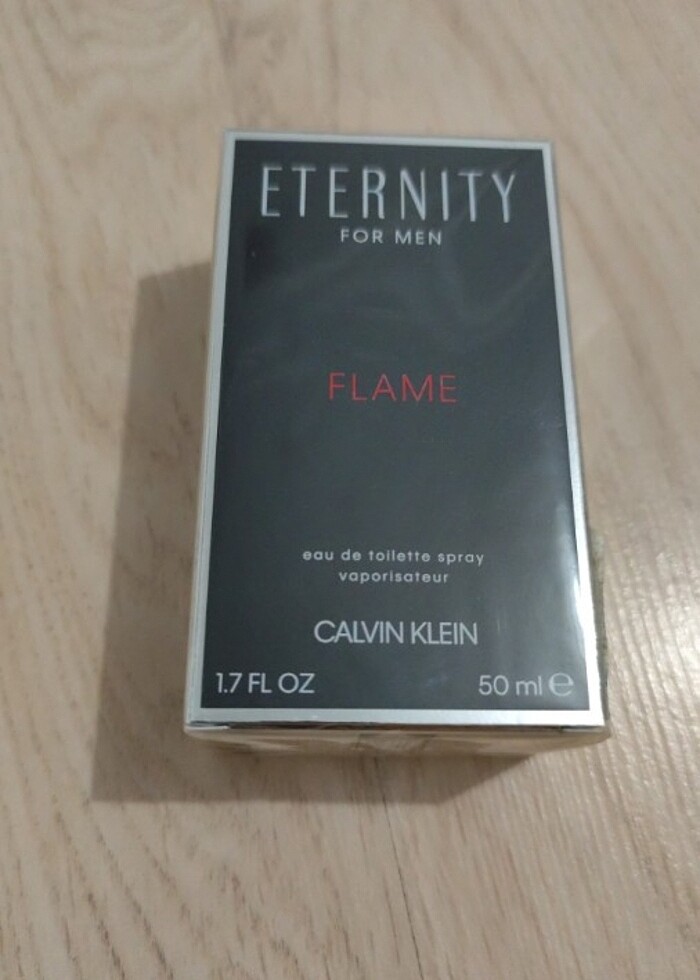 ETERNITY
FOR MEN
FLAME
eau de toilette spray
vaporisateur
CALVIN KLEIN
1.7 FL OZ 50 ml ℮